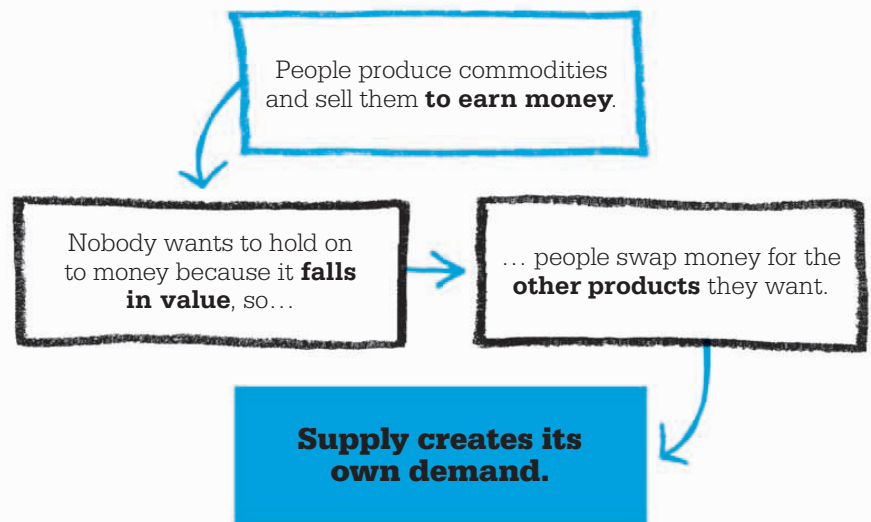 People produce commodities
and sell them to earn money.
Nobody wants to hold on
to money because it falls
in value, so…
… people swap money for the
other products they want.
Supply creates its
own demand.